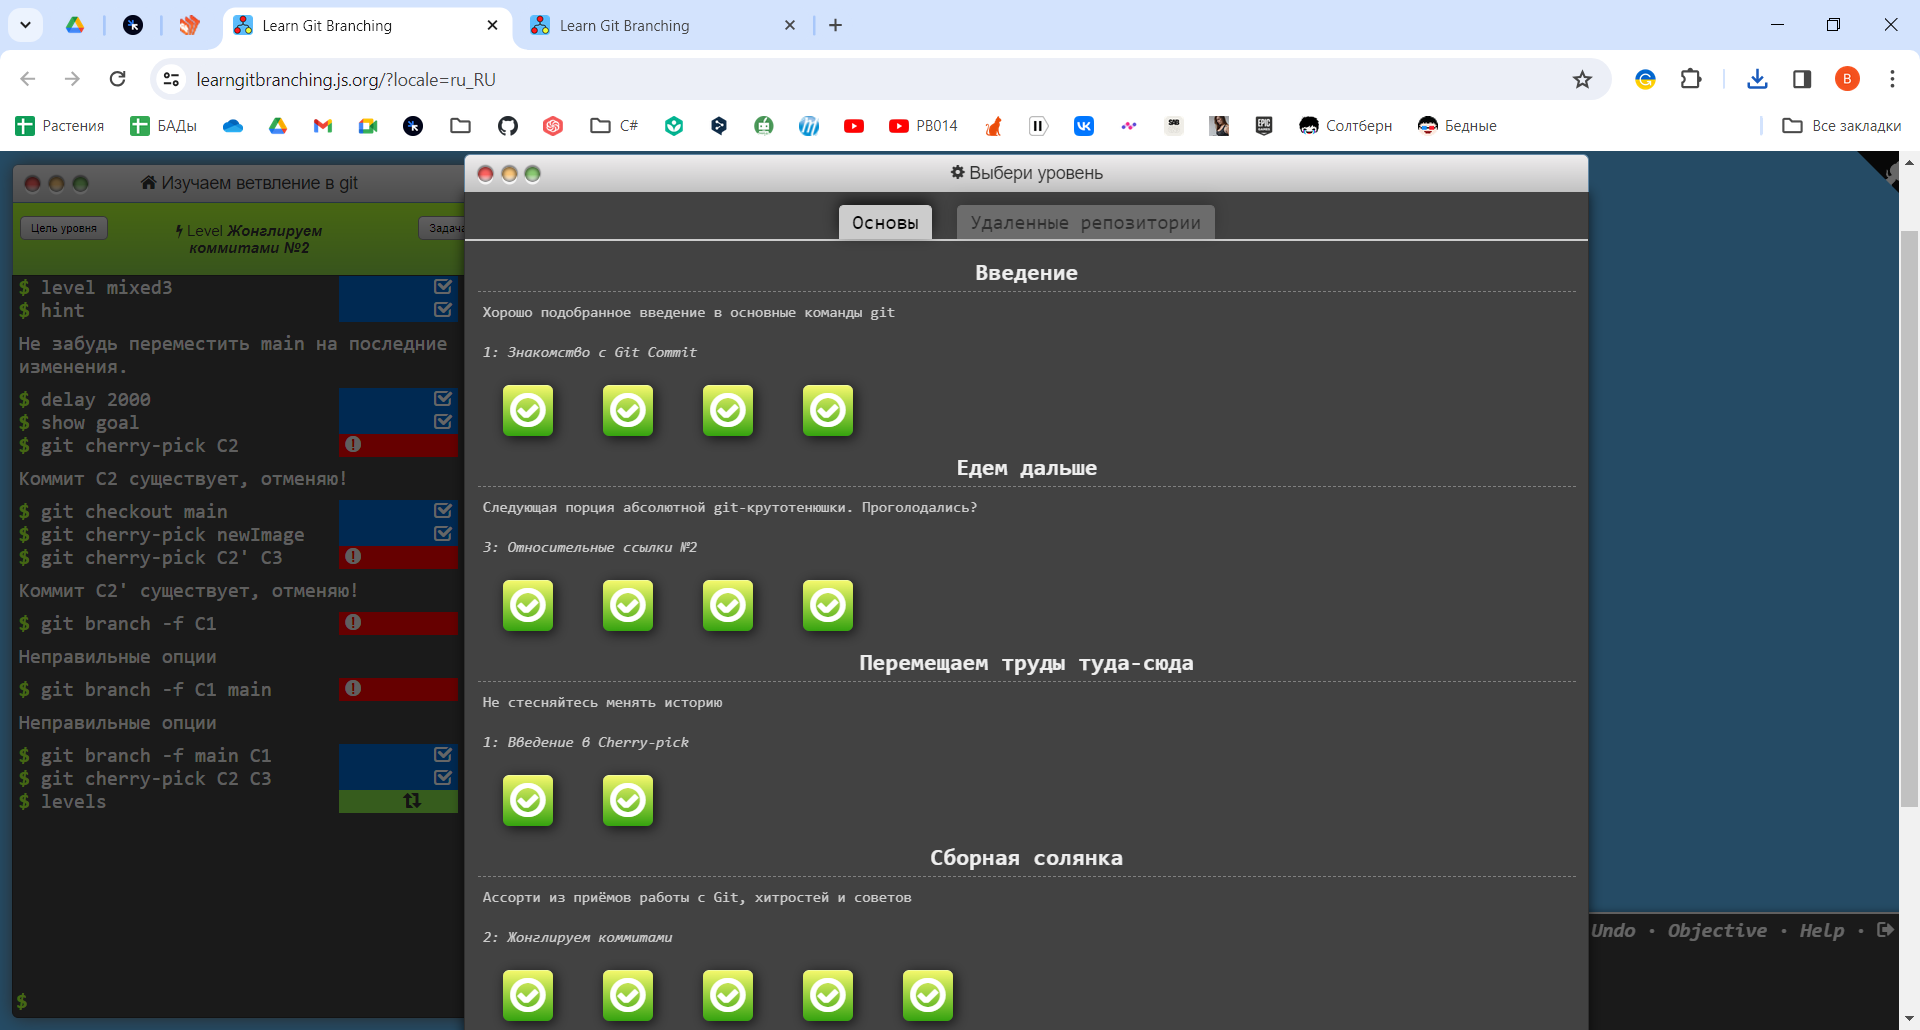 Learn Git Branching
Learn Git Branching
learngitbranching.js.org/?locale=ru_RU
B
Растения
БАДы
C#
PB014
SAB
EPIC
Солтберн
Бедные
Все закладки
Изучаем ветвление в git
Цель уровня
Level Жонглируем
коммитами №2
Задача
$ level mixed3
$ hint
Не забудь переместить main на последние
изменения.
$ delay 2000
$ show goal
$ git cherry-pick C2
Коммит C2 существует, отменяю!
$ git checkout main
$ git cherry-pick newImage
$ git cherry-pick C2' C3
Коммит C2' существует, отменяю!
$ git branch -f C1
Неправильные опции
$ git branch -f C1 main
Неправильные опции
$ git branch -f main C1
$ git cherry-pick C2 C3
$ levels
$
Выбери уровень
Основы
Удаленные репозитории
Введение
Хорошо подобранное введение в основные команды git
1: Знакомство с Git Commit
Едем дальше
Следующая порция абсолютной git-крутотенюшки. Проголодались?
3: Относительные ссылки №2
Перемещаем труды туда-сюда
Не стесняйтесь менять историю
1: Введение в Cherry-pick
Сборная солянка
Ассорти из приёмов работы с Git, хитростей и советов
2: Жонглируем коммитами
Undo • Objective • Help •